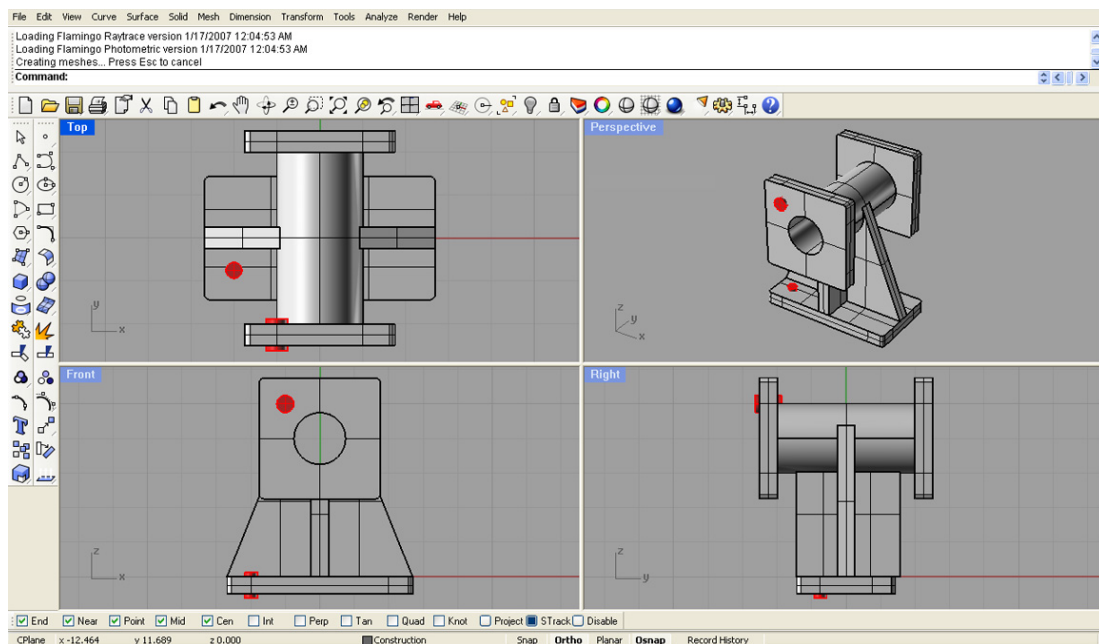 File Edit View Curve Surface Solid Mesh Dimension Transform Tools Analyze Render Help
Loading Flamingo Raytrace version 1/17/2007 12:04:53 AM
Loading Flamingo Photometric version 1/17/2007 12:04:53 AM
Creating meshes... Press Esc to cancel
Command:
Top
Perspective
y
x
z
y
x
Front
Right
z
x
z
y
End Near Point Mid Cen Int Perp Tan Quad Knot Project STrack Disable
CPlane x -12.464 y 11.689 z 0.000 Construction Snap Ortho Planar Osnap Record History